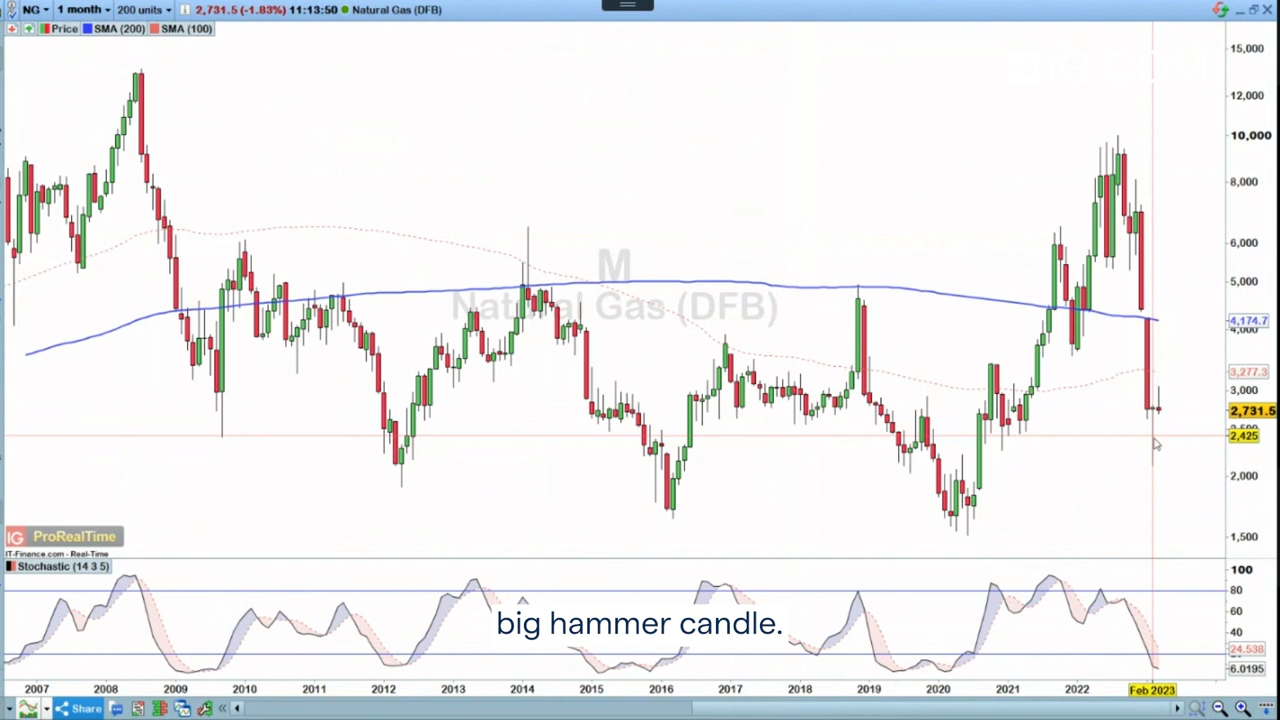 NG 1 month 200 units 2,731.5 (-1.83%) 11:13:50 Natural Gas (DFB)
Price SMA (200) SMA (100)
15,000
12,000
10,000
8,000
6,000
5,000
4,174.7
4,000
3,277.3
3,000
2,731.5
2,425
2,000
1,500
M
Natural Gas (DFB)
IG ProRealTime
IT-Finance.com - Real-Time
Stochastic (14 3 5)
100
80
60
40
24.538
6.0195
big hammer candle.
2007 2008 2009 2010 2011 2012 2013 2014 2015 2016 2017 2018 2019 2020 2021 2022 Feb 2023
Share